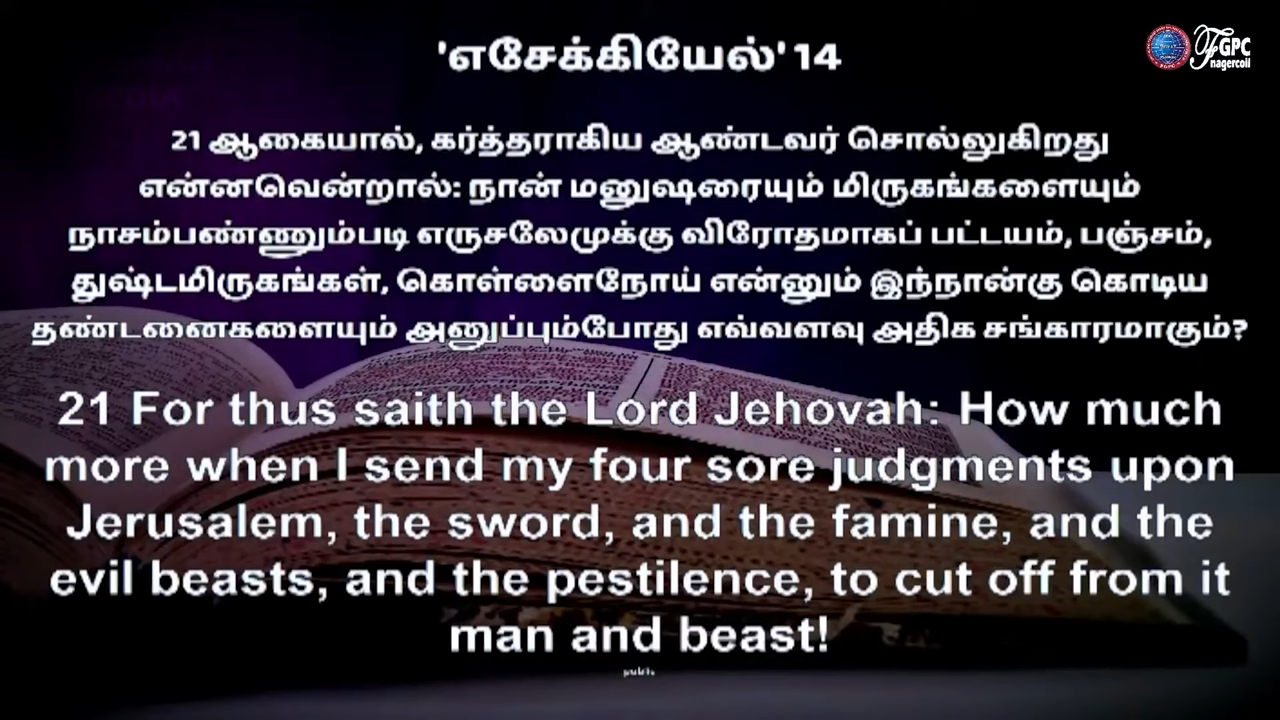 'எசேக்கியேல்' 14
FGPC
nagercoil
21 ஆகையால், கர்த்தராகிய ஆண்டவர் சொல்லுகிறது
என்னவென்றால்: நான் மனுஷரையும் மிருகங்களையும்
நாசம்பண்ணும்படி எருசலேமுக்கு விரோதமாகப் பட்டயம், பஞ்சம்,
துஷ்டமிருகங்கள், கொள்ளைநோய் என்னும் இந்நான்கு கொடிய
தண்டனைகளையும் அனுப்பும்போது எவ்வளவு அதிக சங்காரமாகும்?
21 For thus saith the Lord Jehovah: How much
more when I send my four sore judgments upon
Jerusalem, the sword, and the famine, and the
evil beasts, and the pestilence, to cut off from it
man and beast!